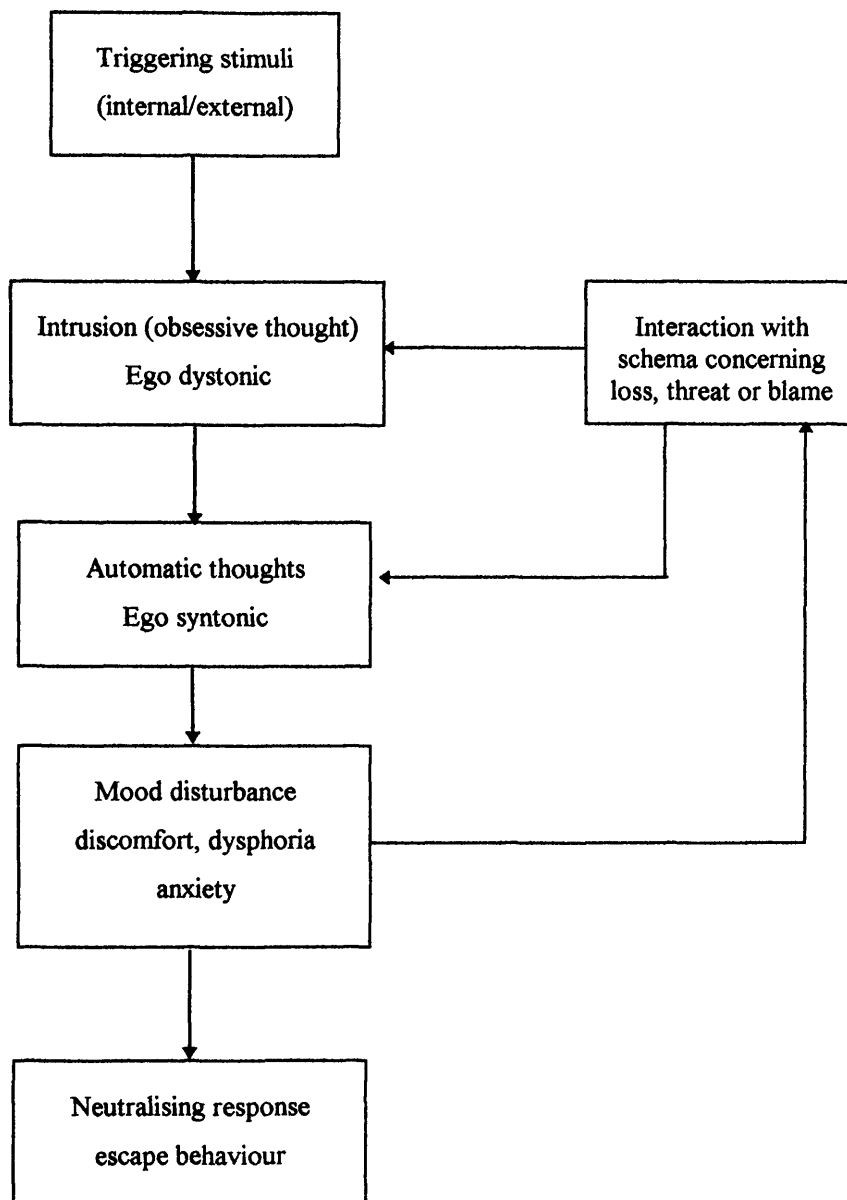 Triggering stimuli
(internal/external)
Intrusion (obsessive thought)
Ego dystonic
Interaction with
schema concerning
loss, threat or blame
Automatic thoughts
Ego syntonic
Mood disturbance
discomfort, dysphoria
anxiety
Neutralising response
escape behaviour